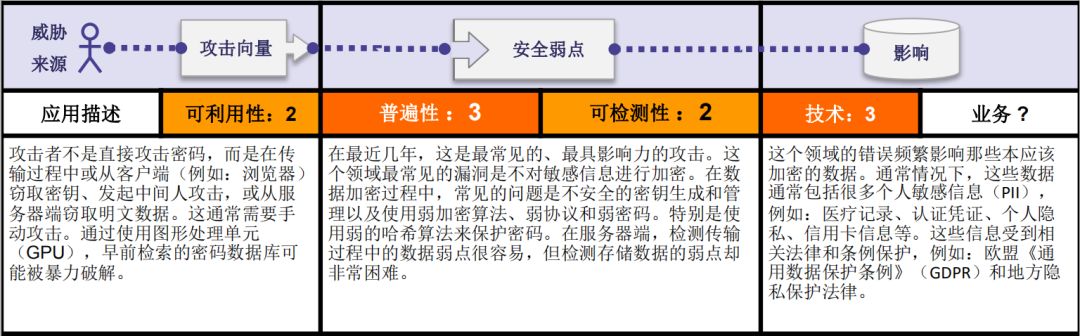 威胁
来源
攻击向量
安全弱点
影响
应用描述
可利用性：2
普遍性：3
可检测性：2
技术：3
业务？
攻击者不是直接攻击密码，而是在传
输过程中或从客户端（例如：浏览器）
窃取密钥、发起中间人攻击，或从服
务器端窃取明文数据。这通常需要手
动攻击。通过使用图形处理单元
（GPU），早前检索的密码数据库可
能被暴力破解。
在最近几年，这是最常见的、最具影响力的攻击。这
个领域最常见的漏洞是不对敏感信息进行加密。在数
据加密过程中，常见的问题是不安全的密钥生成和管
理以及使用弱加密算法、弱协议和弱密码。特别是使
用弱的哈希算法来保护密码。在服务器端，检测传输
过程中的数据弱点很容易，但检测存储数据的弱点却
非常困难。
这个领域的错误频繁影响那些本应该
加密的数据。通常情况下，这些数据
通常包括很多个人敏感信息（PII），
例如：医疗记录、认证凭证、个人隐
私、信用卡信息等。这些信息受到相
关法律和条例保护，例如：欧盟《通
用数据保护条例》（GDPR）和地方隐
私保护法律。